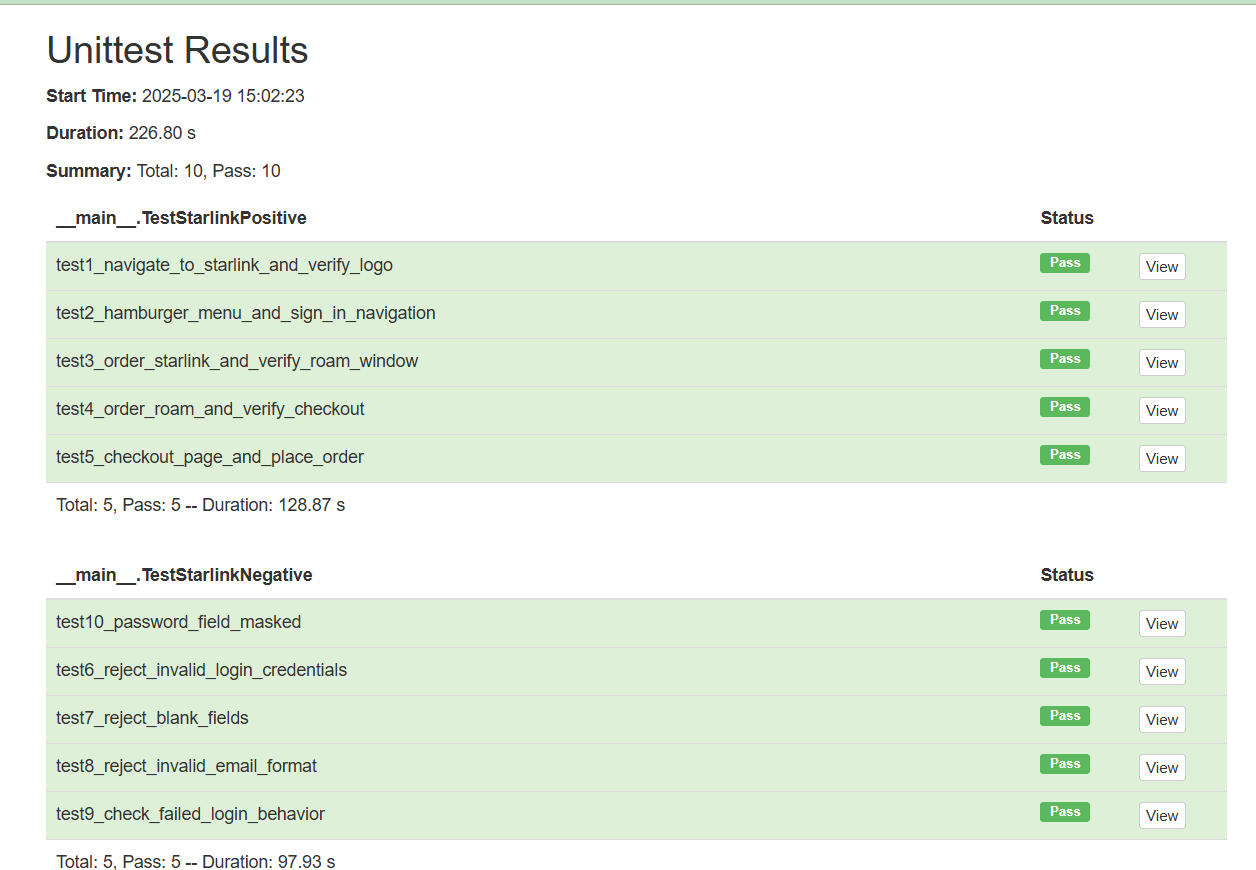 Unittest Results
Start Time: 2025-03-19 15:02:23
Duration: 226.80 s
Summary: Total: 10, Pass: 10
__main__.TestStarlinkPositive Status
test1_navigate_to_starlink_and_verify_logo Pass View
test2_hamburger_menu_and_sign_in_navigation Pass View
test3_order_starlink_and_verify_roam_window Pass View
test4_order_roam_and_verify_checkout Pass View
test5_checkout_page_and_place_order Pass View
Total: 5, Pass: 5 -- Duration: 128.87 s
__main__.TestStarlinkNegative Status
test10_password_field_masked Pass View
test6_reject_invalid_login_credentials Pass View
test7_reject_blank_fields Pass View
test8_reject_invalid_email_format Pass View
test9_check_failed_login_behavior Pass View
Total: 5, Pass: 5 -- Duration: 97.93 s